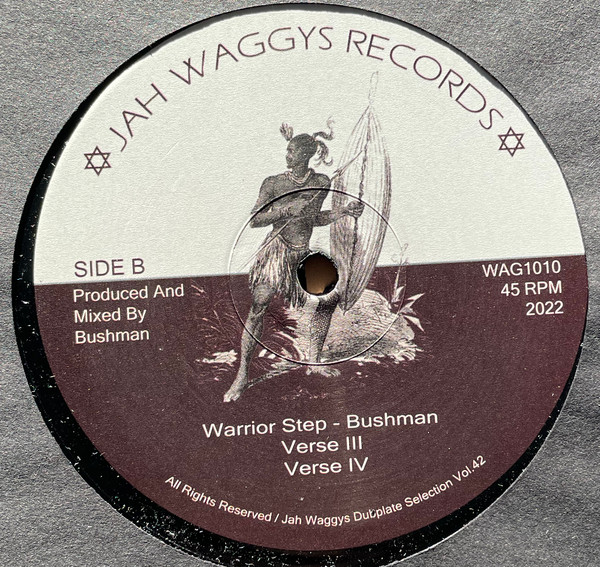 JAH WAGGYS RECORDS
SIDE B
Produced And
Mixed By
Bushman
WAG1010
45 RPM
2022
Warrior Step - Bushman
Verse III
Verse IV
All Rights Reserved / Jah Waggys Dubplate Selection Vol.42